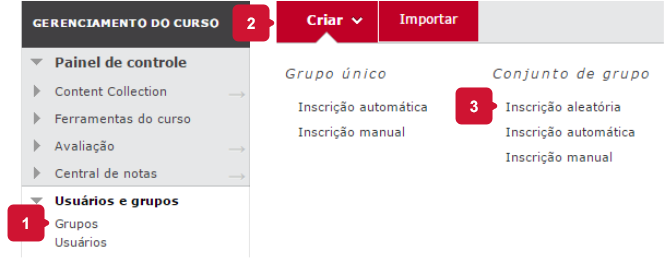 GERENCIAMENTO DO CURSO
2
Criar
Importar
Painel de controle
Content Collection
Ferramentas do curso
Avaliação
Central de notas
Usuários e grupos
1
Grupos
Usuários
Grupo único
Inscrição automática
Inscrição manual
Conjunto de grupo
3
Inscrição aleatória
Inscrição automática
Inscrição manual